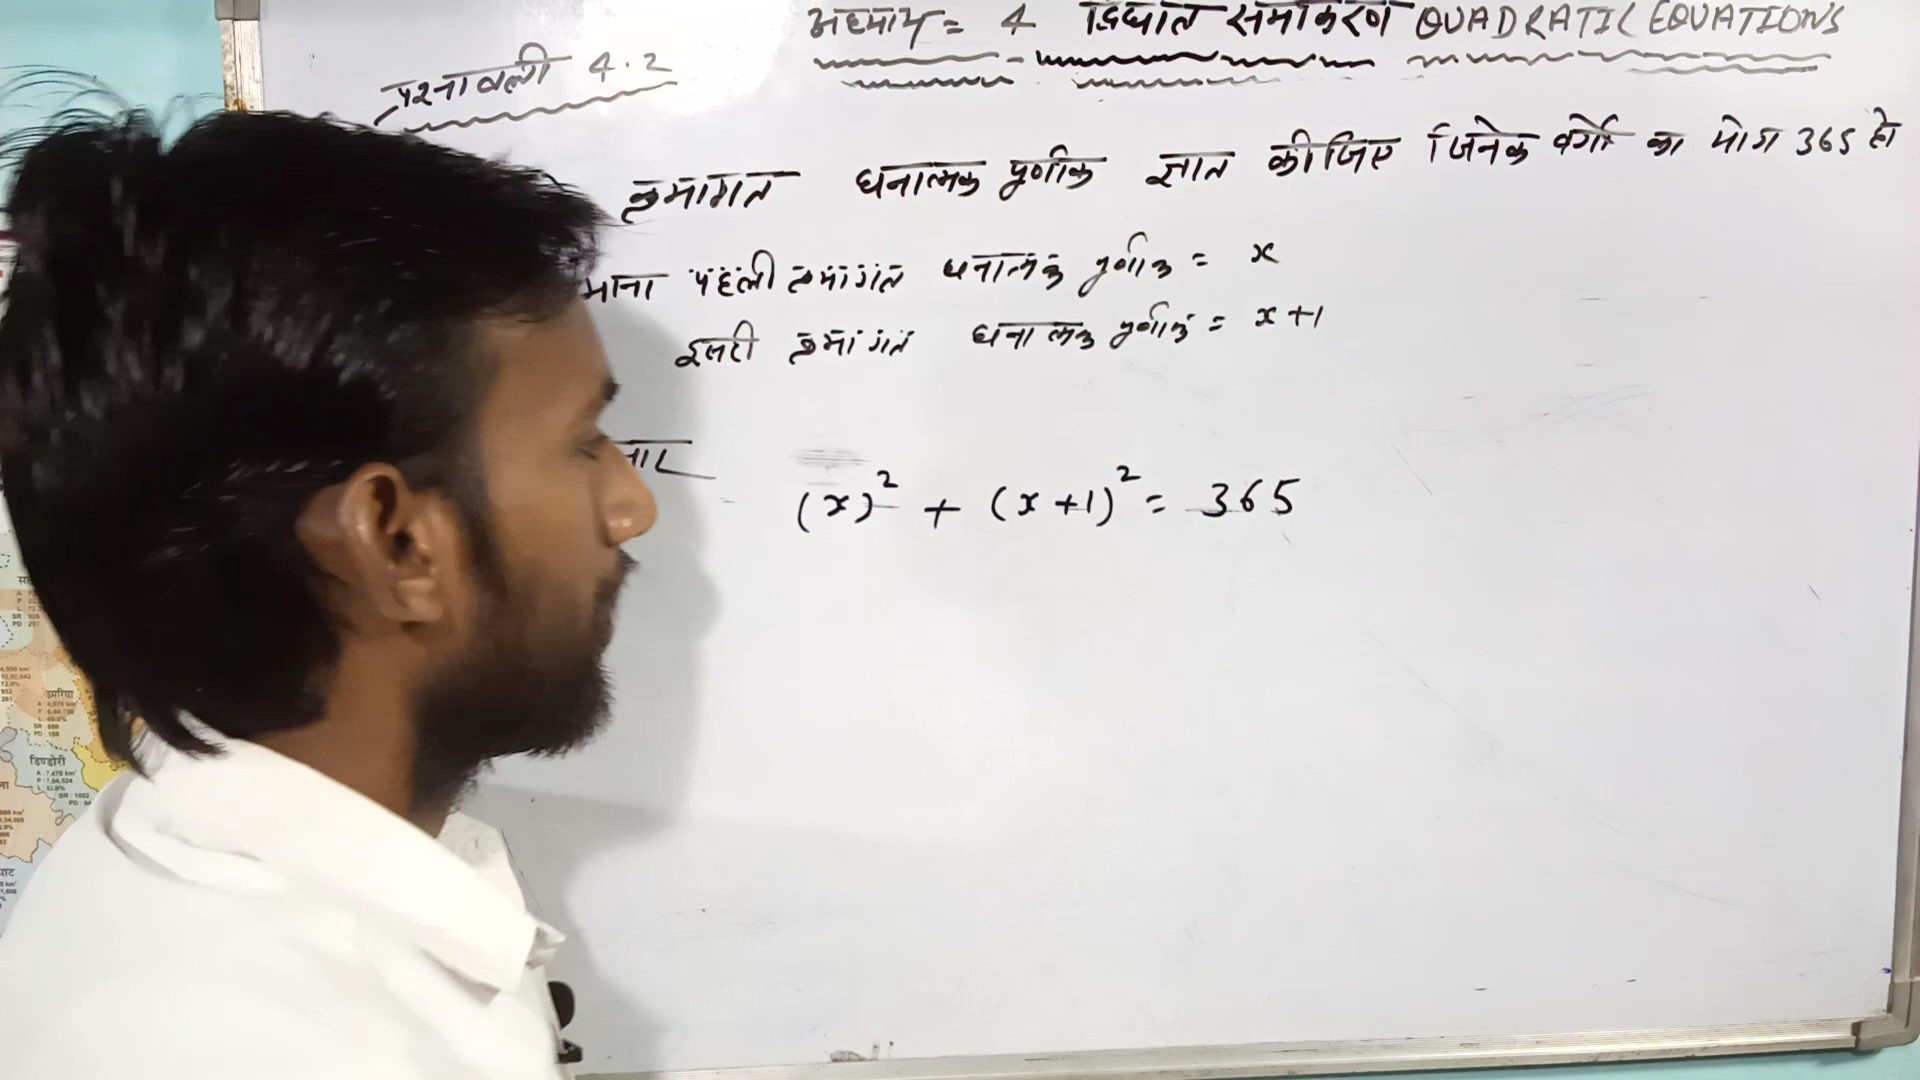 अध्याय = 4 द्विघात समीकरण QUADRATIC EQUATIONS
प्रश्नावली 4.2
क्रमागत धनात्मक पूर्णांक ज्ञात कीजिए जिनके वर्गों का योग 365 हो
माना पहली क्रमागत धनात्मक पूर्णांक = x
दूसरी क्रमागत धनात्मक पूर्णांक = x+1
(x)² + (x+1)² = 365
उमरिया
डिण्डोरी